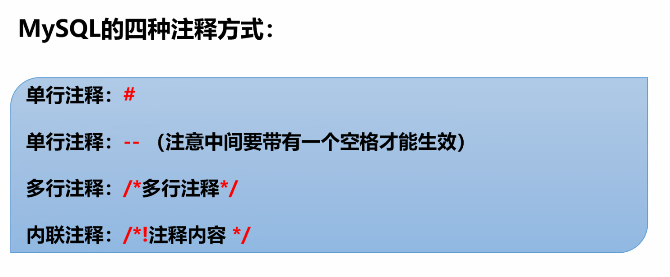 MySQL的四种注释方式：
单行注释：#
单行注释：-- （注意中间要带有一个空格才能生效）
多行注释：/*多行注释*/
内联注释：/*!注释内容 */